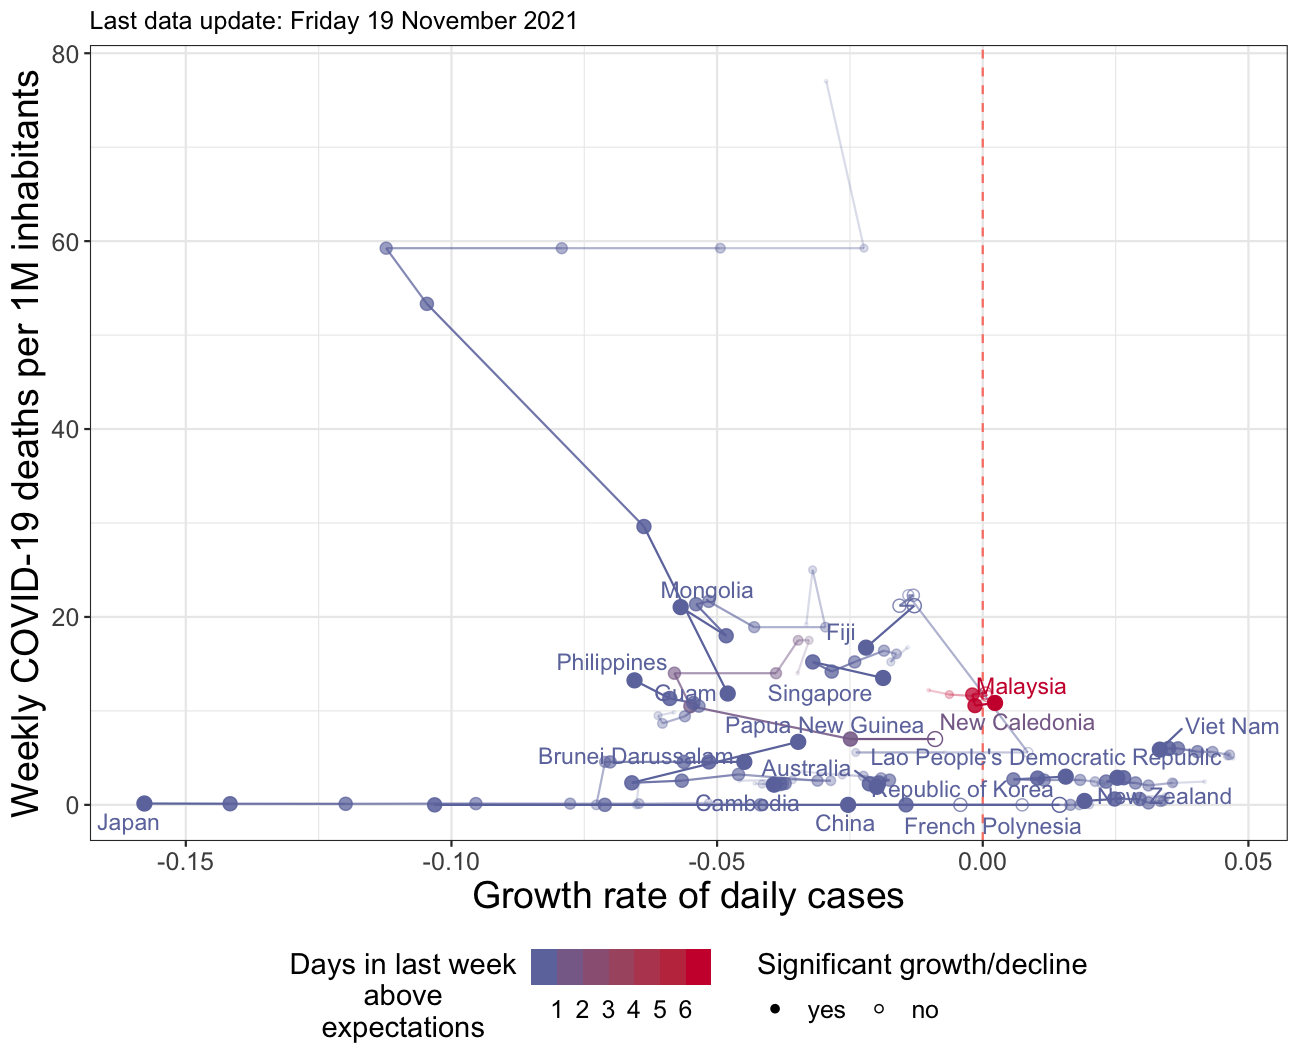 Last data update: Friday 19 November 2021
Weekly COVID-19 deaths per 1M inhabitants
80
60
40
20
0
Mongolia
Fiji
Philippines
Guam
Singapore
Malaysia
Papua New Guinea
New Caledonia
Viet Nam
Brunei Darussalam
Australia
Lao People's Democratic Republic
Republic of Korea
New Zealand
Cambodia
Japan
China
French Polynesia
-0.15
-0.10
-0.05
0.00
0.05
Growth rate of daily cases
Days in last week
above
expectations
1 2 3 4 5 6
Significant growth/decline
yes
no